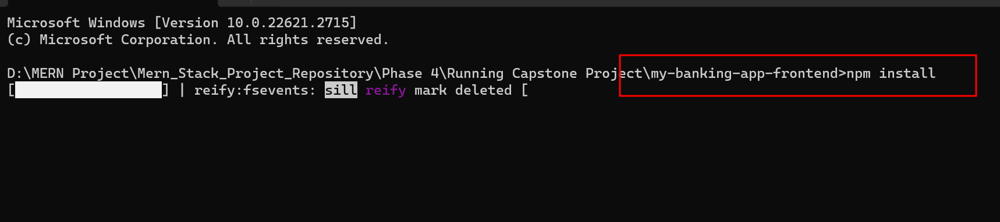 Microsoft Windows [Version 10.0.22621.2715]
(c) Microsoft Corporation. All rights reserved.
D:\MERN Project\Mern_Stack_Project_Repository\Phase 4\Running Capstone Project\my-banking-app-frontend>npm install
[                  ] | reify:fsevents: sill reify mark deleted [